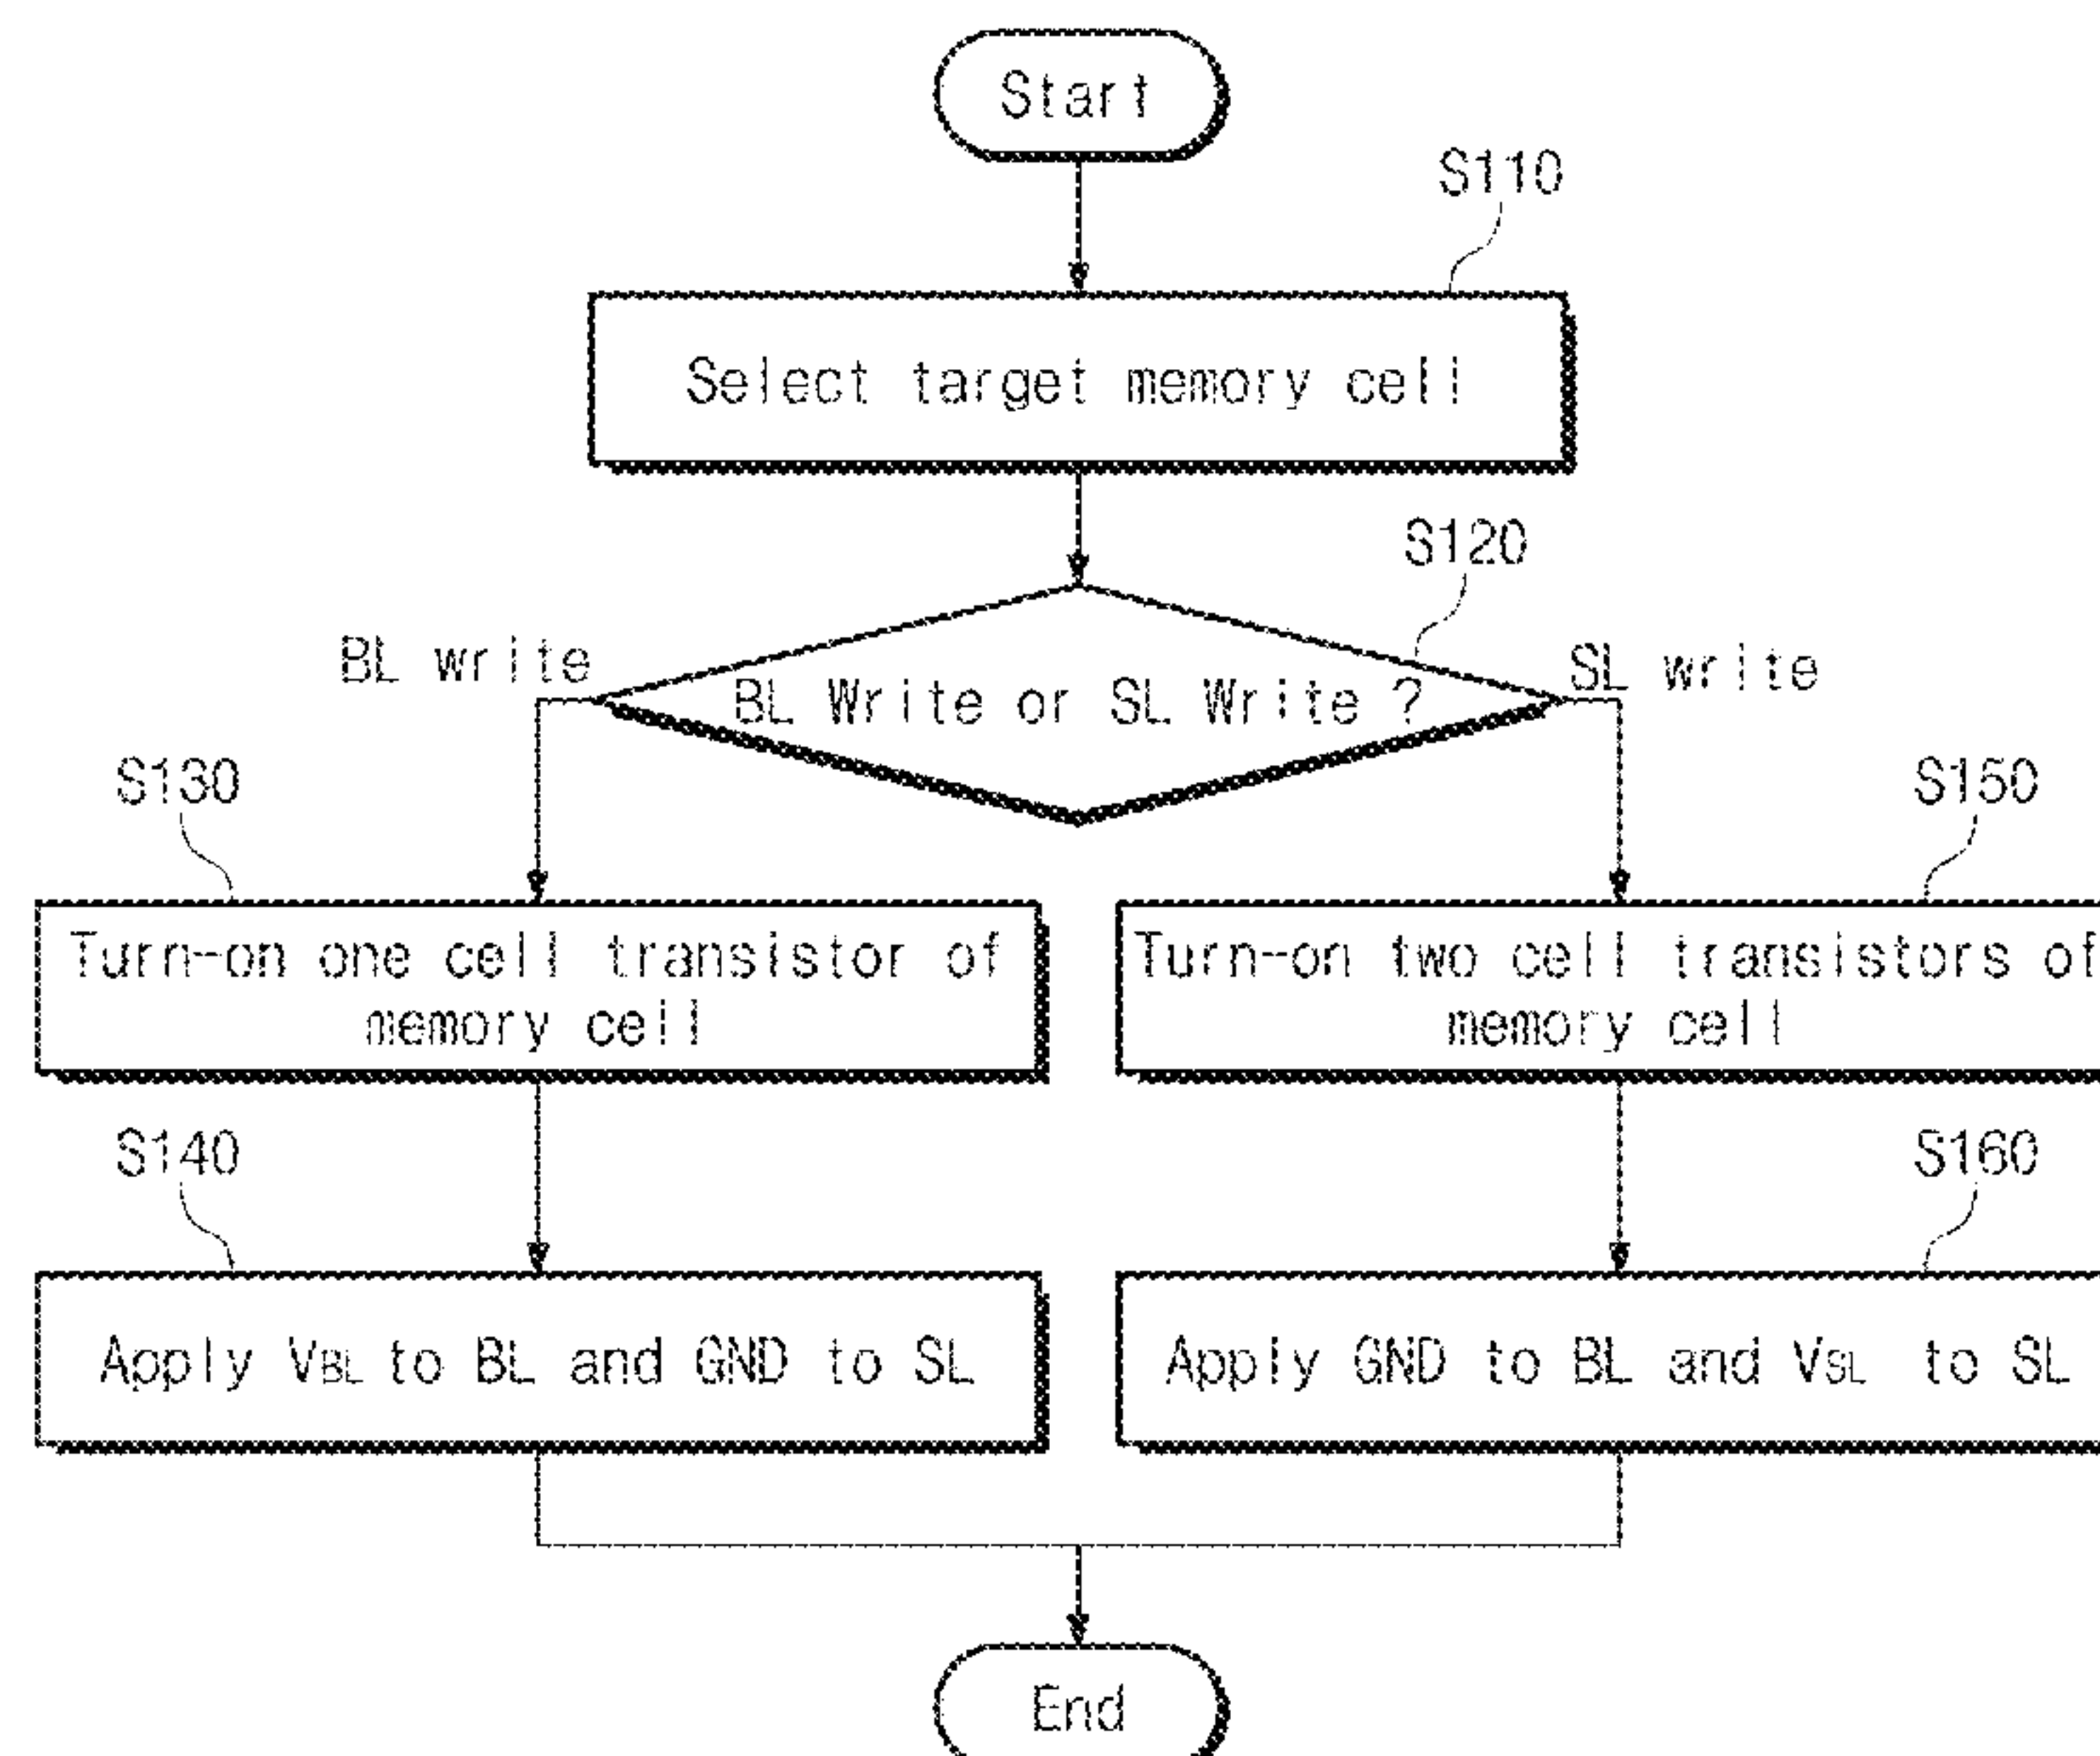 Start
S110
Select target memory cell
S120
BL write
SL write
BL Write or SL Write ?
S130
S150
Turn-on one cell transistor of
memory cell
Turn-on two cell transistors of
memory cell
S140
S160
Apply VBL to BL and GND to SL
Apply GND to BL and VSL to SL
End